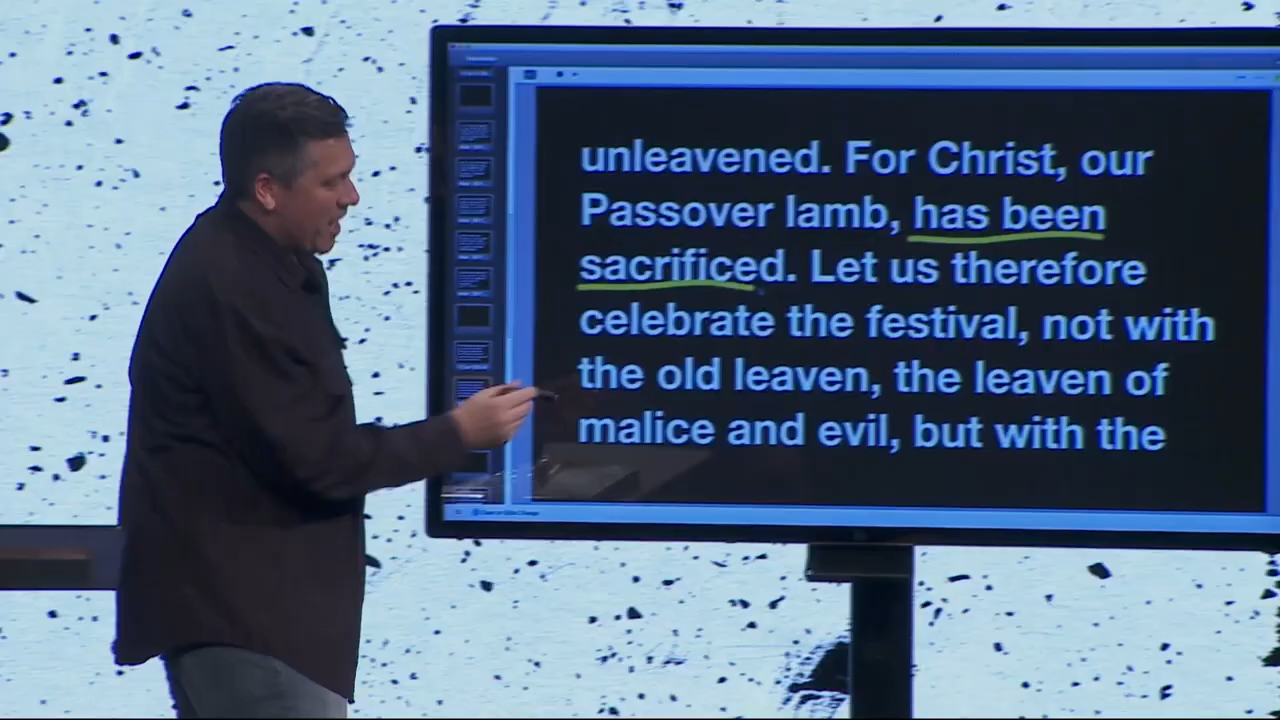 unleavened. For Christ, our
Passover lamb, has been
sacrificed. Let us therefore
celebrate the festival, not with
the old leaven, the leaven of
malice and evil, but with the